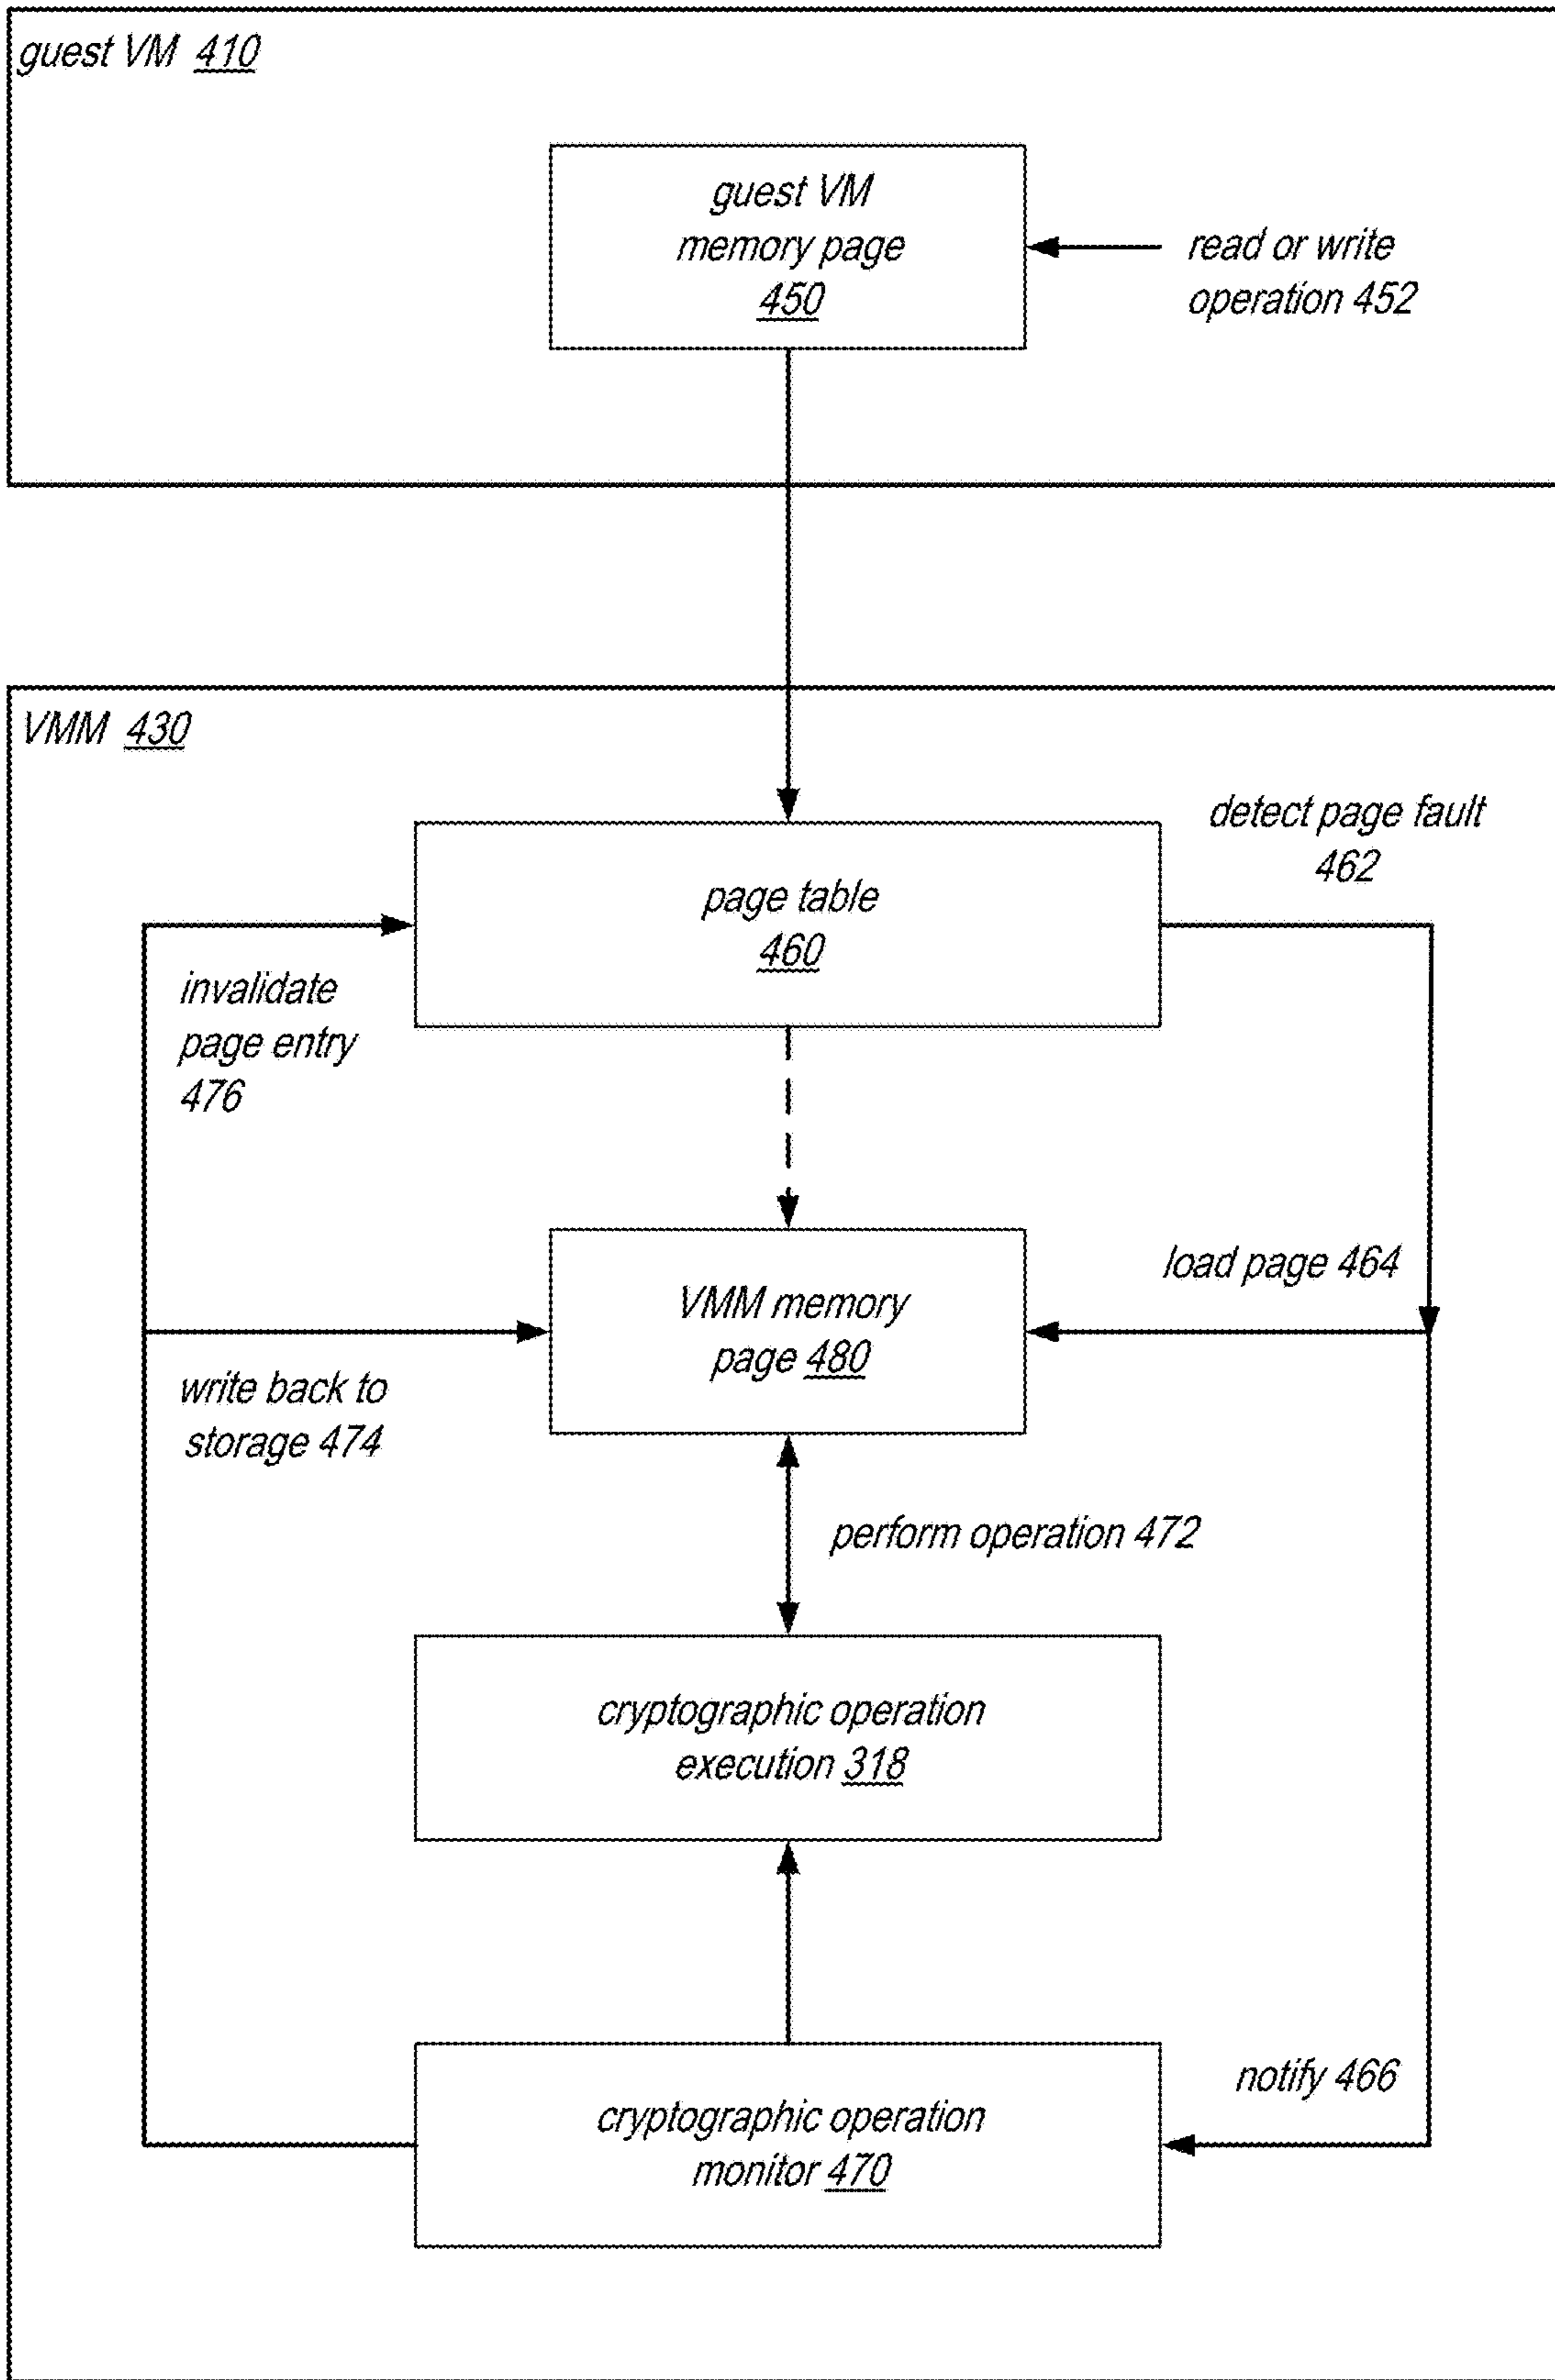 guest VM 410
guest VM
memory page
450
read or write
operation 452
VMM 430
detect page fault
462
page table
460
invalidate
page entry
476
load page 464
VMM memory
page 480
write back to
storage 474
perform operation 472
cryptographic operation
execution 318
notify 466
cryptographic operation
monitor 470